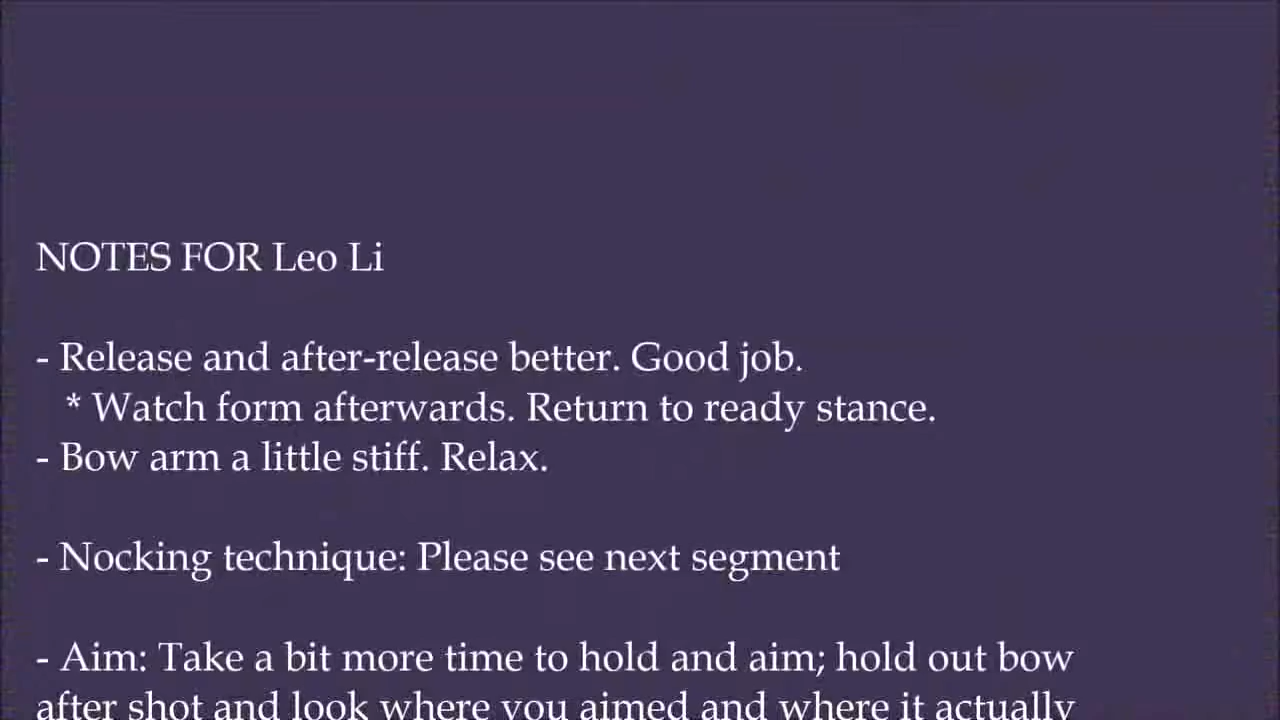 NOTES FOR Leo Li
- Release and after-release better. Good job.
* Watch form afterwards. Return to ready stance.
- Bow arm a little stiff. Relax.
- Nocking technique: Please see next segment
- Aim: Take a bit more time to hold and aim; hold out bow
after shot and look where you aimed and where it actually